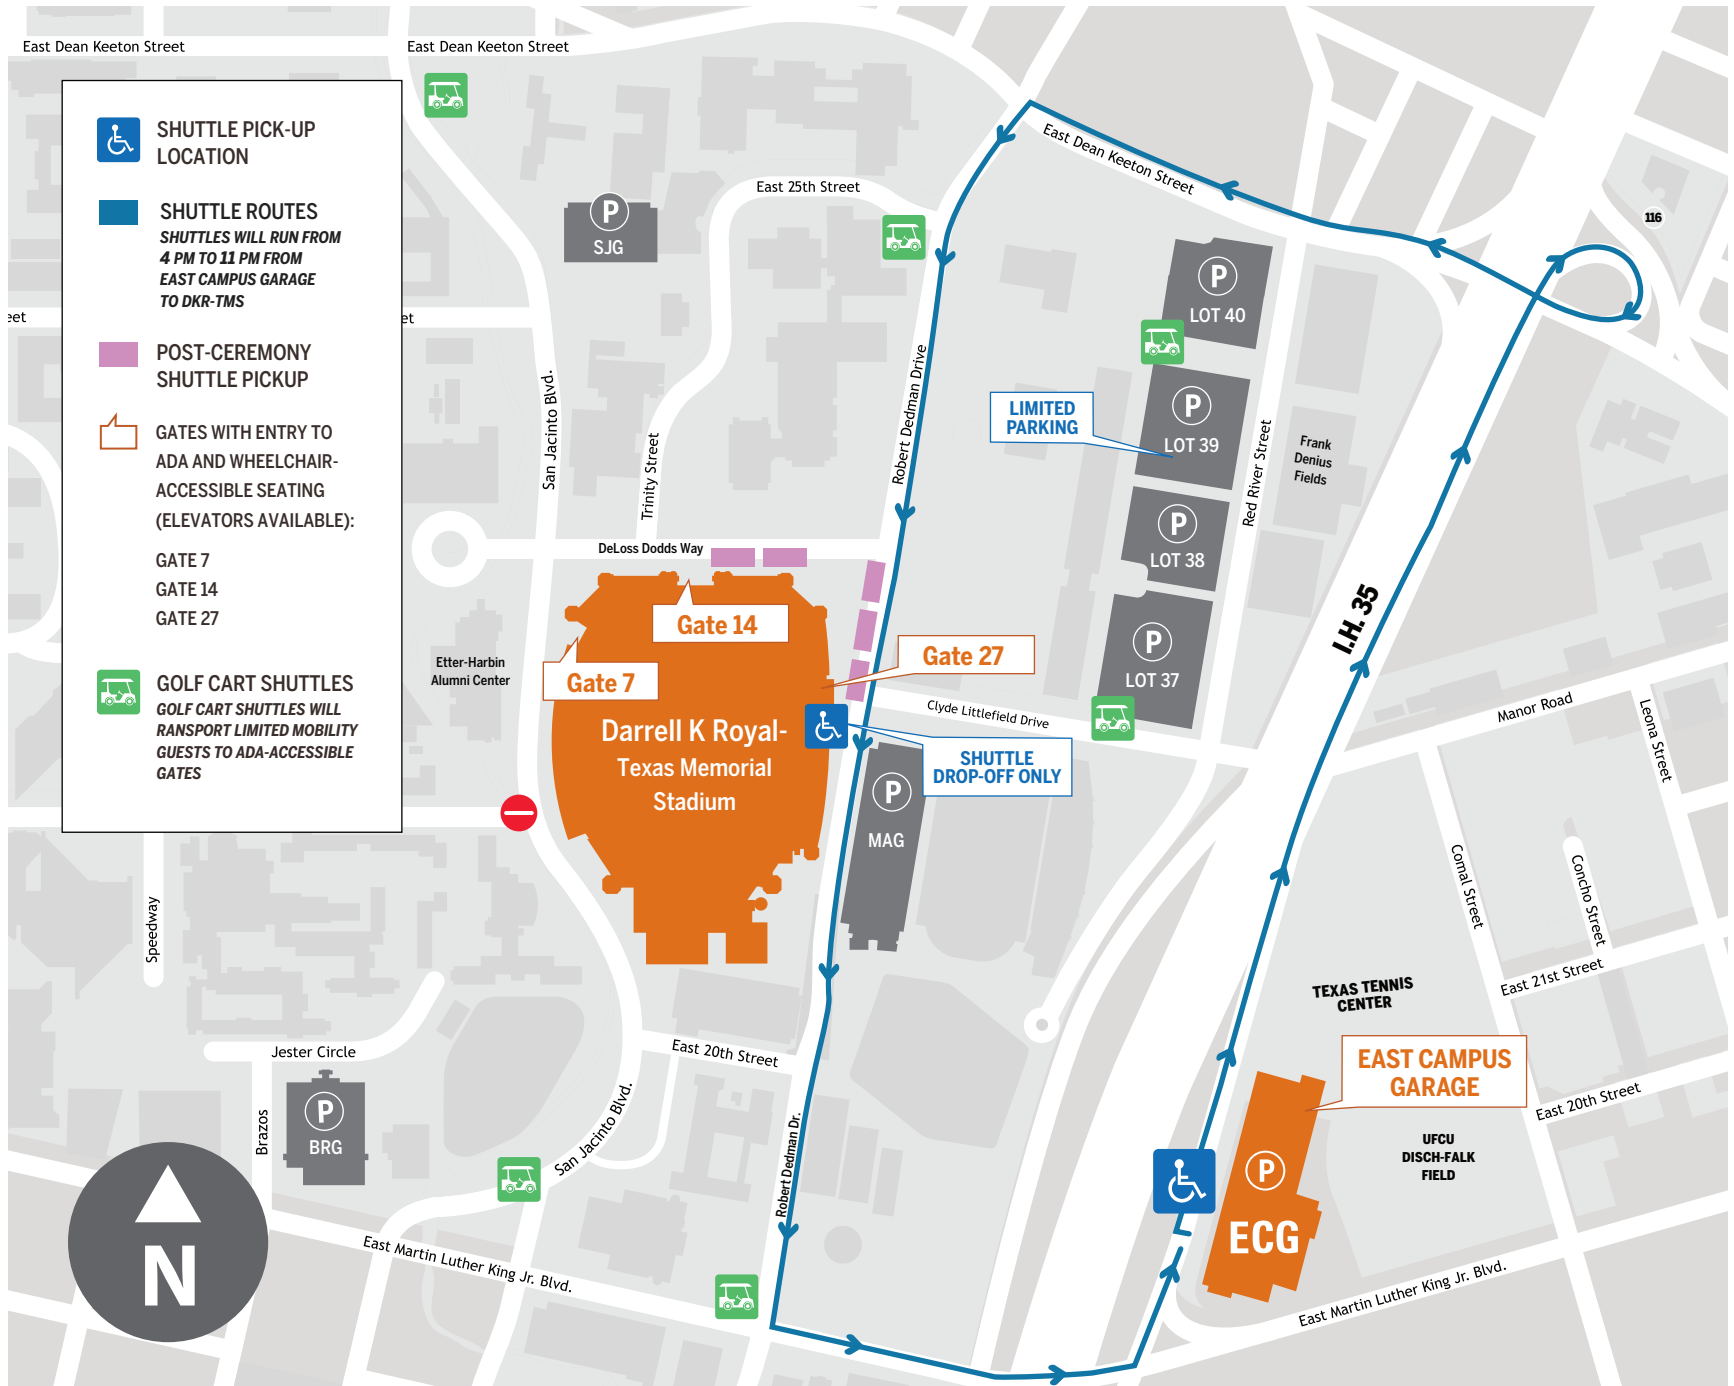 East Dean Keeton Street
East Dean Keeton Street
SHUTTLE PICK-UP
LOCATION
SHUTTLE ROUTES
SHUTTLES WILL RUN FROM
4 PM TO 11 PM FROM
EAST CAMPUS GARAGE
TO DKR-TMS
POST-CEREMONY
SHUTTLE PICKUP
GATES WITH ENTRY TO
ADA AND WHEELCHAIR-
ACCESSIBLE SEATING
(ELEVATORS AVAILABLE):
GATE 7
GATE 14
GATE 27
GOLF CART SHUTTLES
GOLF CART SHUTTLES WILL
RANSPORT LIMITED MOBILITY
GUESTS TO ADA-ACCESSIBLE
GATES
eet
et
East Dean Keeton Street
East 25th Street
P
SJG
116
P
LOT 40
LIMITED
PARKING
P
LOT 39
P
LOT 38
P
LOT 37
Frank
Denius
Fields
Red River Street
Robert Dedman Drive
San Jacinto Blvd.
Trinity Street
DeLoss Dodds Way
I.H. 35
Gate 14
Gate 7
Gate 27
Etter-Harbin
Alumni Center
Darrell K Royal-
Texas Memorial
Stadium
Clyde Littlefield Drive
SHUTTLE
DROP-OFF ONLY
P
MAG
Manor Road
Leona Street
Comal Street
Concho Street
East 21st Street
Speedway
TEXAS TENNIS
CENTER
EAST CAMPUS
GARAGE
East 20th Street
East 20th Street
Jester Circle
Brazos
P
BRG
San Jacinto Blvd.
Robert Dedman Dr.
UFCU
DISCH-FALK
FIELD
P
ECG
N
East Martin Luther King Jr. Blvd.
East Martin Luther King Jr. Blvd.